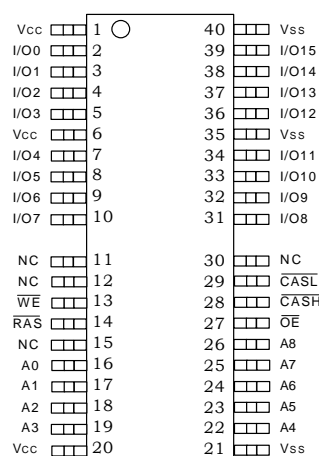 Vcc 1 40 Vss
I/O0 2 39 I/O15
I/O1 3 38 I/O14
I/O2 4 37 I/O13
I/O3 5 36 I/O12
Vcc 6 35 Vss
I/O4 7 34 I/O11
I/O5 8 33 I/O10
I/O6 9 32 I/O9
I/O7 10 31 I/O8
NC 11 30 NC
NC 12 29 CASL
WE 13 28 CASH
RAS 14 27 OE
NC 15 26 A8
A0 16 25 A7
A1 17 24 A6
A2 18 23 A5
A3 19 22 A4
Vcc 20 21 Vss